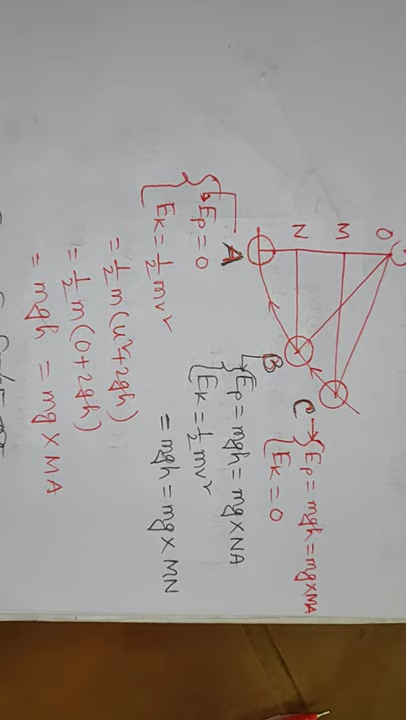 O
C → { Ep = mgh = mg×MA
Ek = 0
M
N
B
{ Ep = mgh = mg×NA
Ek = ½mv²
= mgh = mg×MN
A
{ Ep = 0
Ek = ½mv²
= ½m(u²+2gh)
= ½m(0+2gh)
= mgh = mg×MA